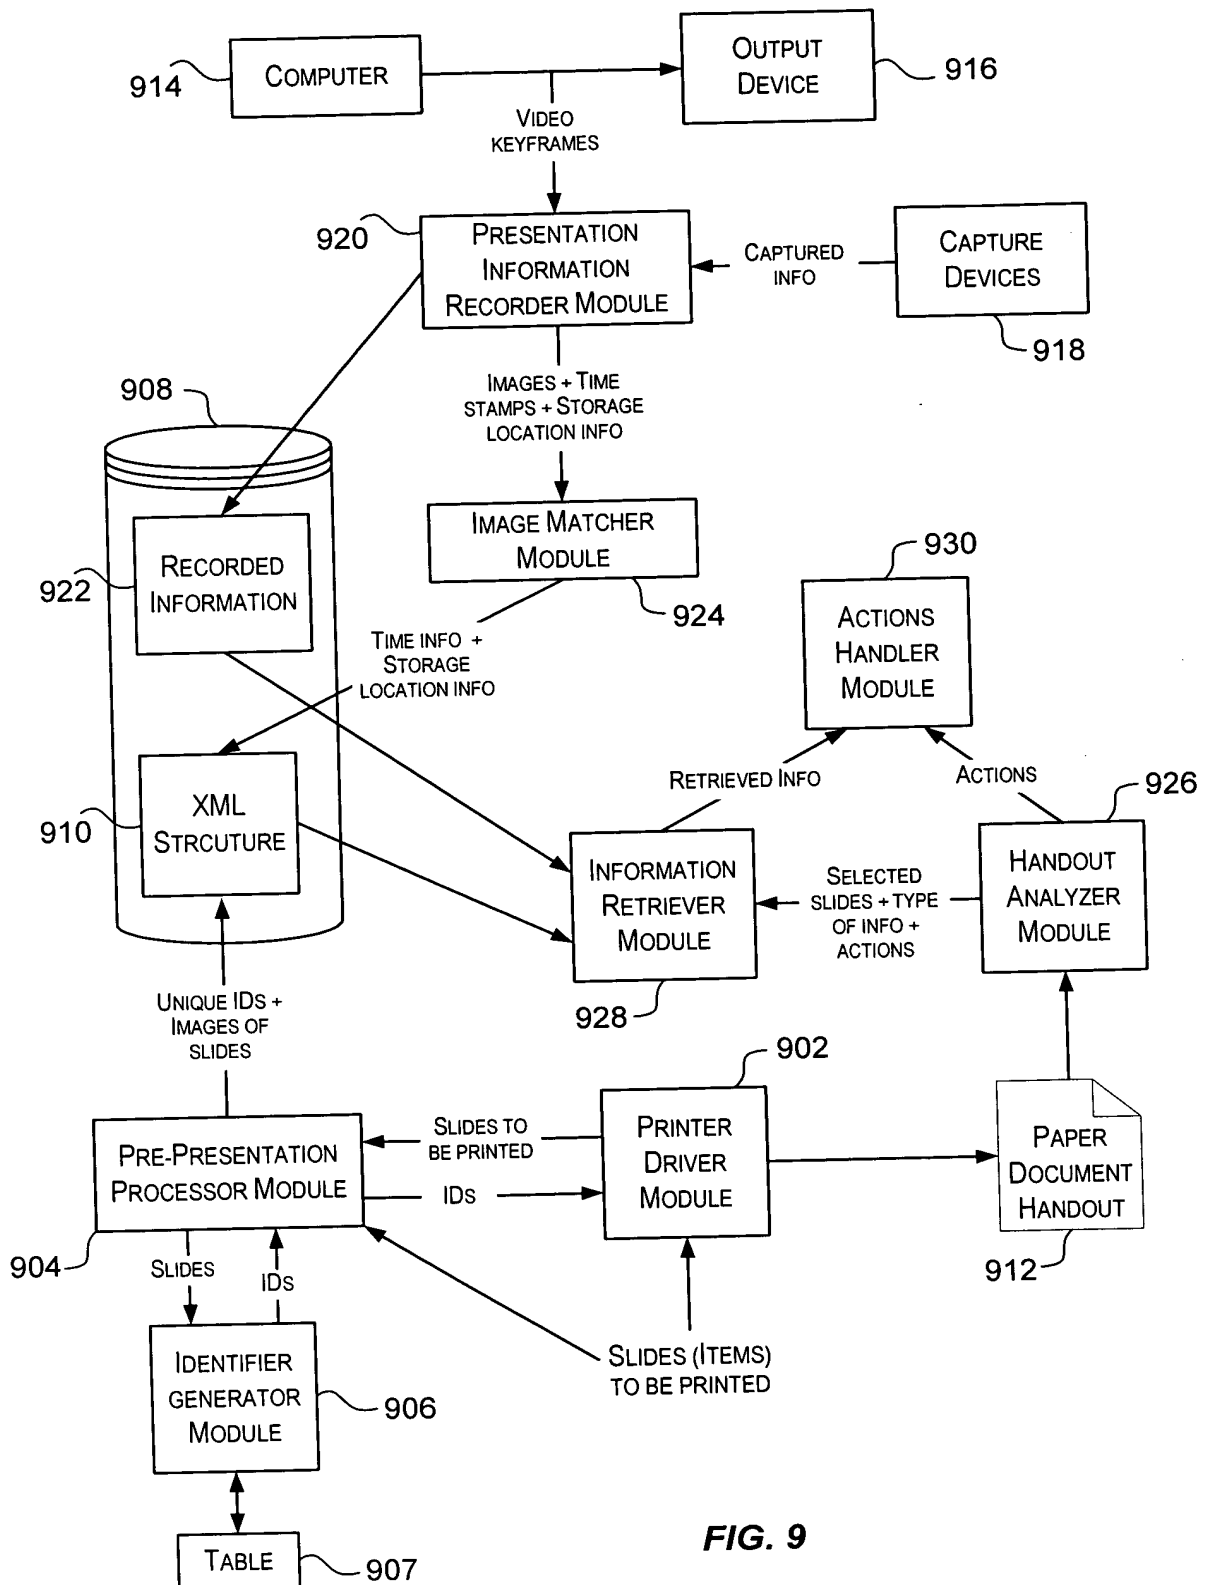 COMPUTER
914
OUTPUT
DEVICE
916
VIDEO
KEYFRAMES
920
PRESENTATION
INFORMATION
RECORDER MODULE
CAPTURED
INFO
CAPTURE
DEVICES
918
IMAGES + TIME
STAMPS + STORAGE
LOCATION INFO
908
RECORDED
INFORMATION
922
IMAGE MATCHER
MODULE
924
930
ACTIONS
HANDLER
MODULE
TIME INFO +
STORAGE
LOCATION INFO
XML
STRCUTURE
910
RETRIEVED INFO
ACTIONS
926
INFORMATION
RETRIEVER
MODULE
928
SELECTED
SLIDES + TYPE
OF INFO +
ACTIONS
HANDOUT
ANALYZER
MODULE
UNIQUE IDS +
IMAGES OF
SLIDES
902
PRE-PRESENTATION
PROCESSOR MODULE
904
SLIDES TO
BE PRINTED
IDS
PRINTER
DRIVER
MODULE
PAPER
DOCUMENT
HANDOUT
912
SLIDES
IDS
IDENTIFIER
GENERATOR
MODULE
906
SLIDES (ITEMS)
TO BE PRINTED
TABLE
907
FIG. 9